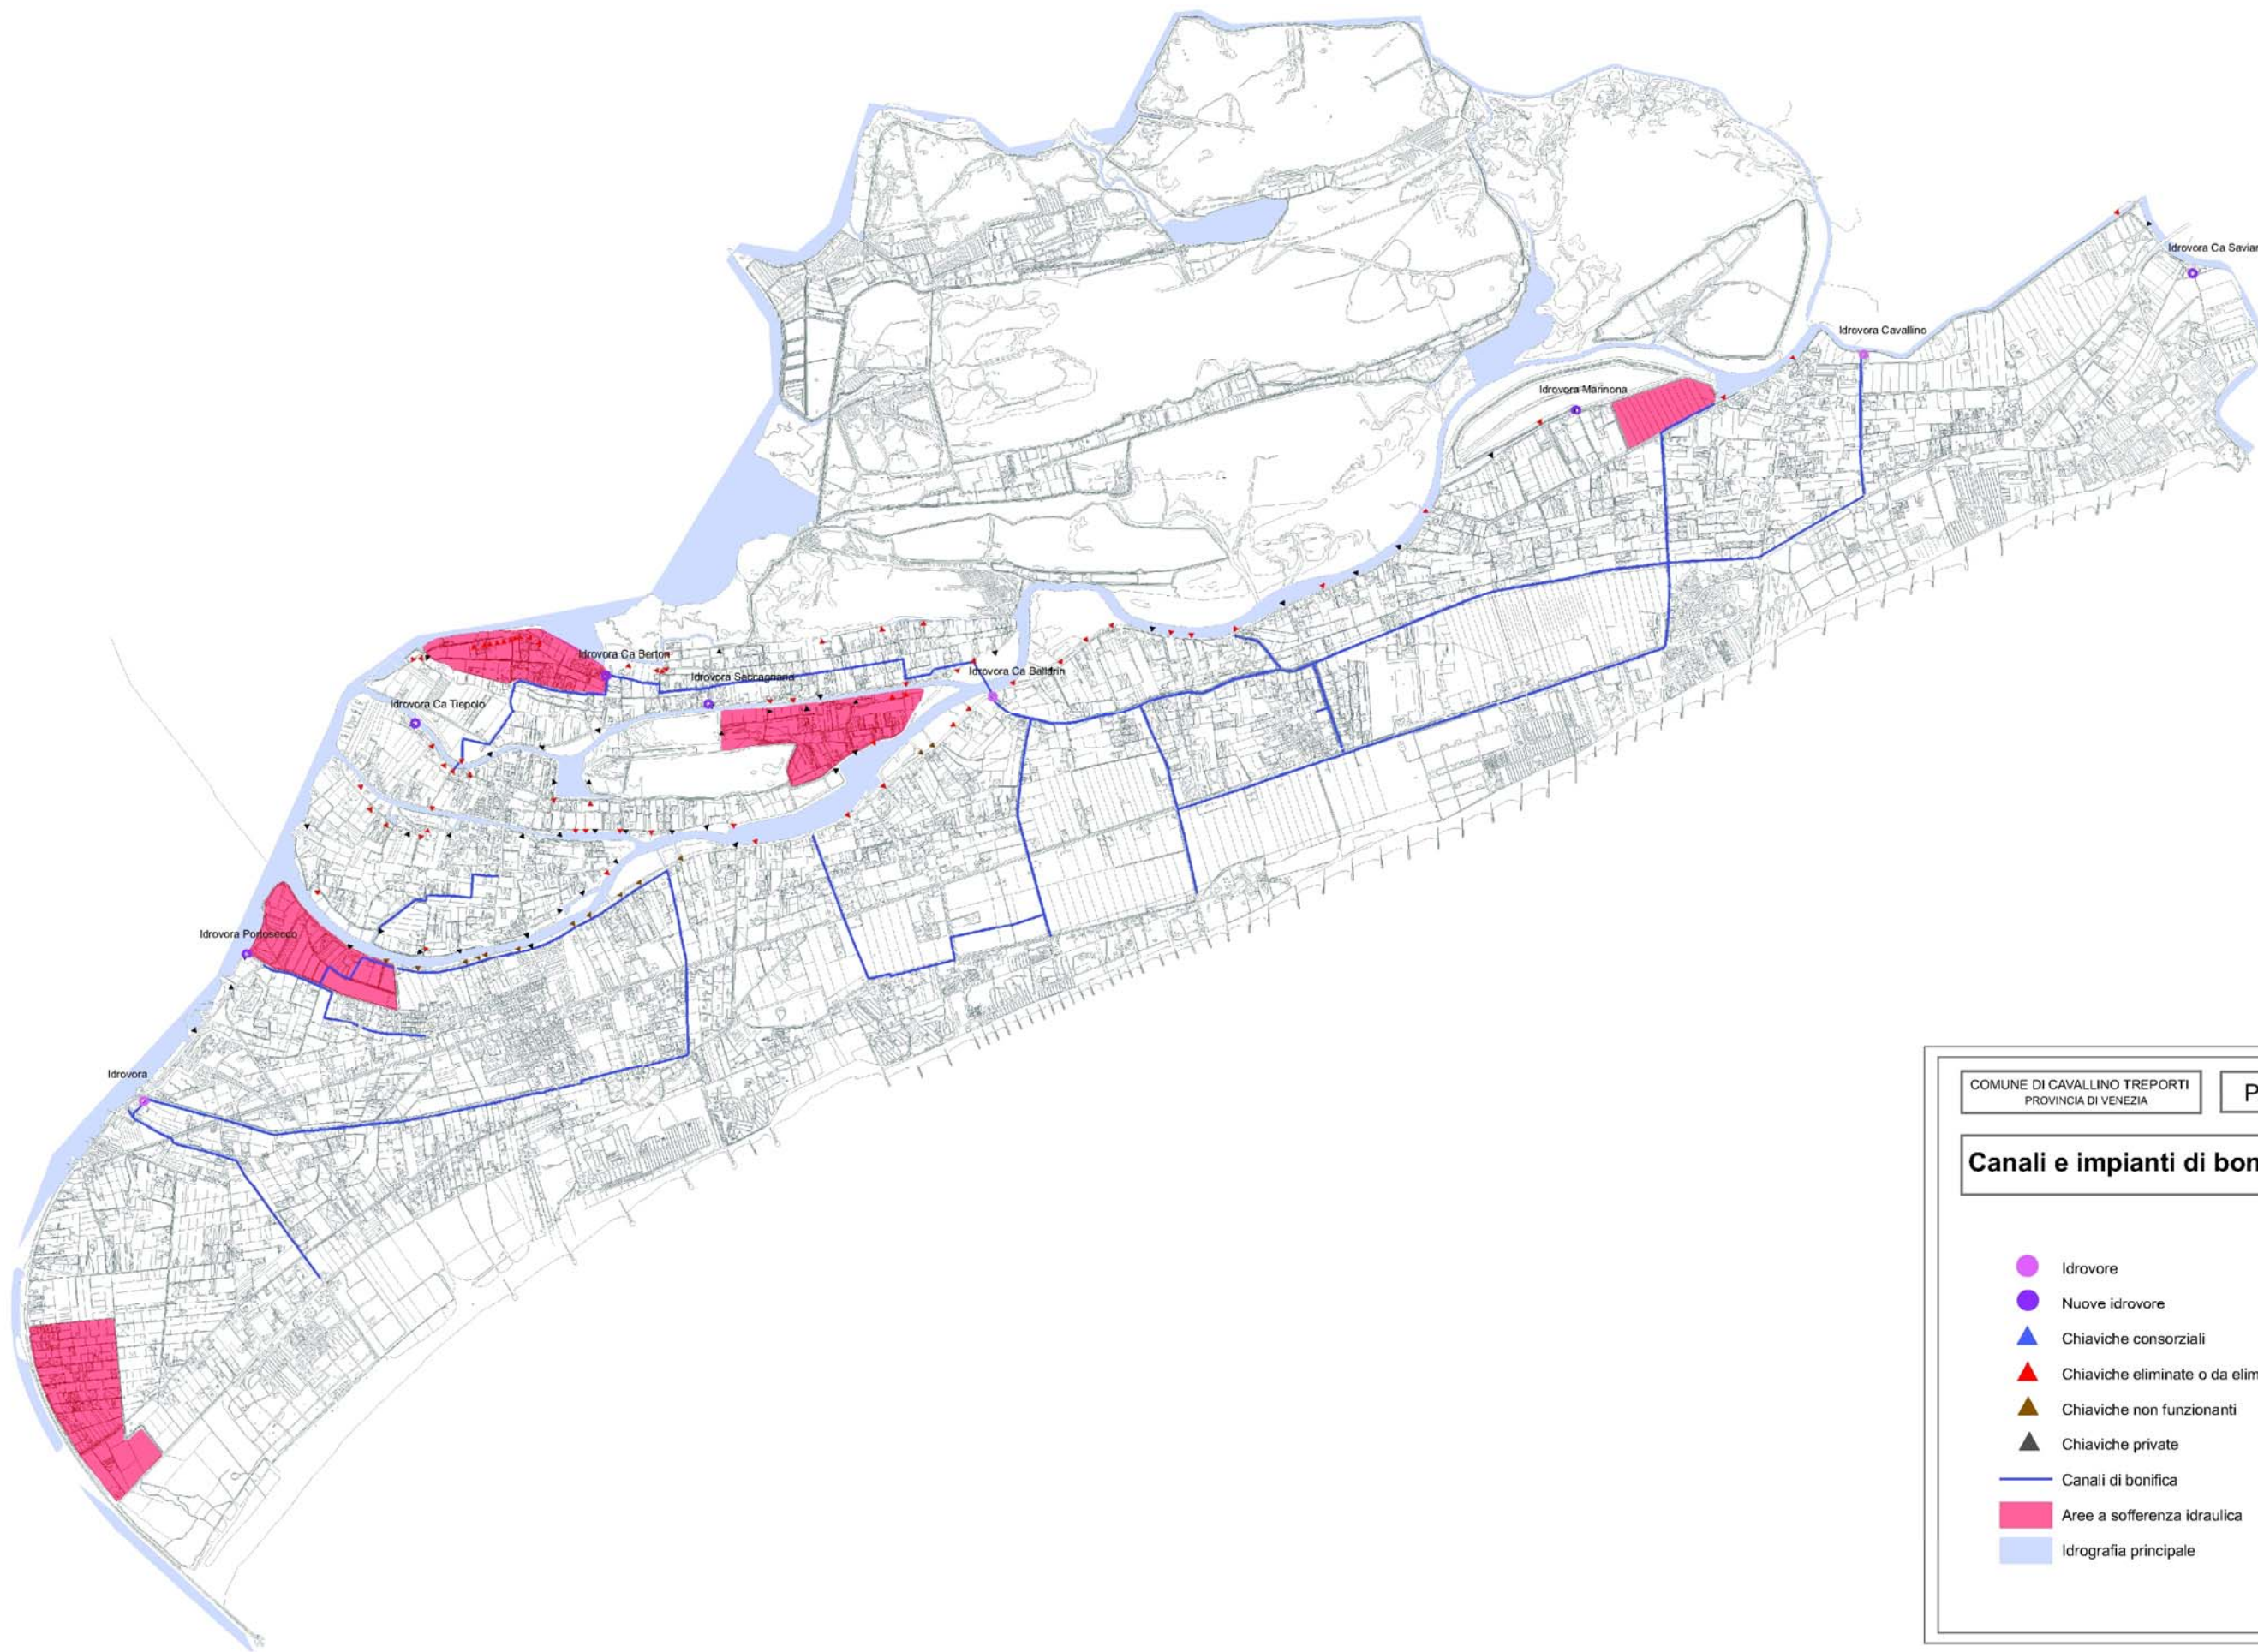 Idrovora Ca Savian
Idrovora Cavallino
Idrovora Marinona
Idrovora Ca Berton
Idrovora Ca Ballarin
Idrovora Saccagnana
Idrovora Ca Tiepolo
Idrovora Portosecco
Idrovora
COMUNE DI CAVALLINO TREPORTI
PROVINCIA DI VENEZIA
P
Canali e impianti di bon
Idrovore
Nuove idrovore
Chiaviche consorziali
Chiaviche eliminate o da elim
Chiaviche non funzionanti
Chiaviche private
Canali di bonifica
Aree a sofferenza idraulica
Idrografia principale